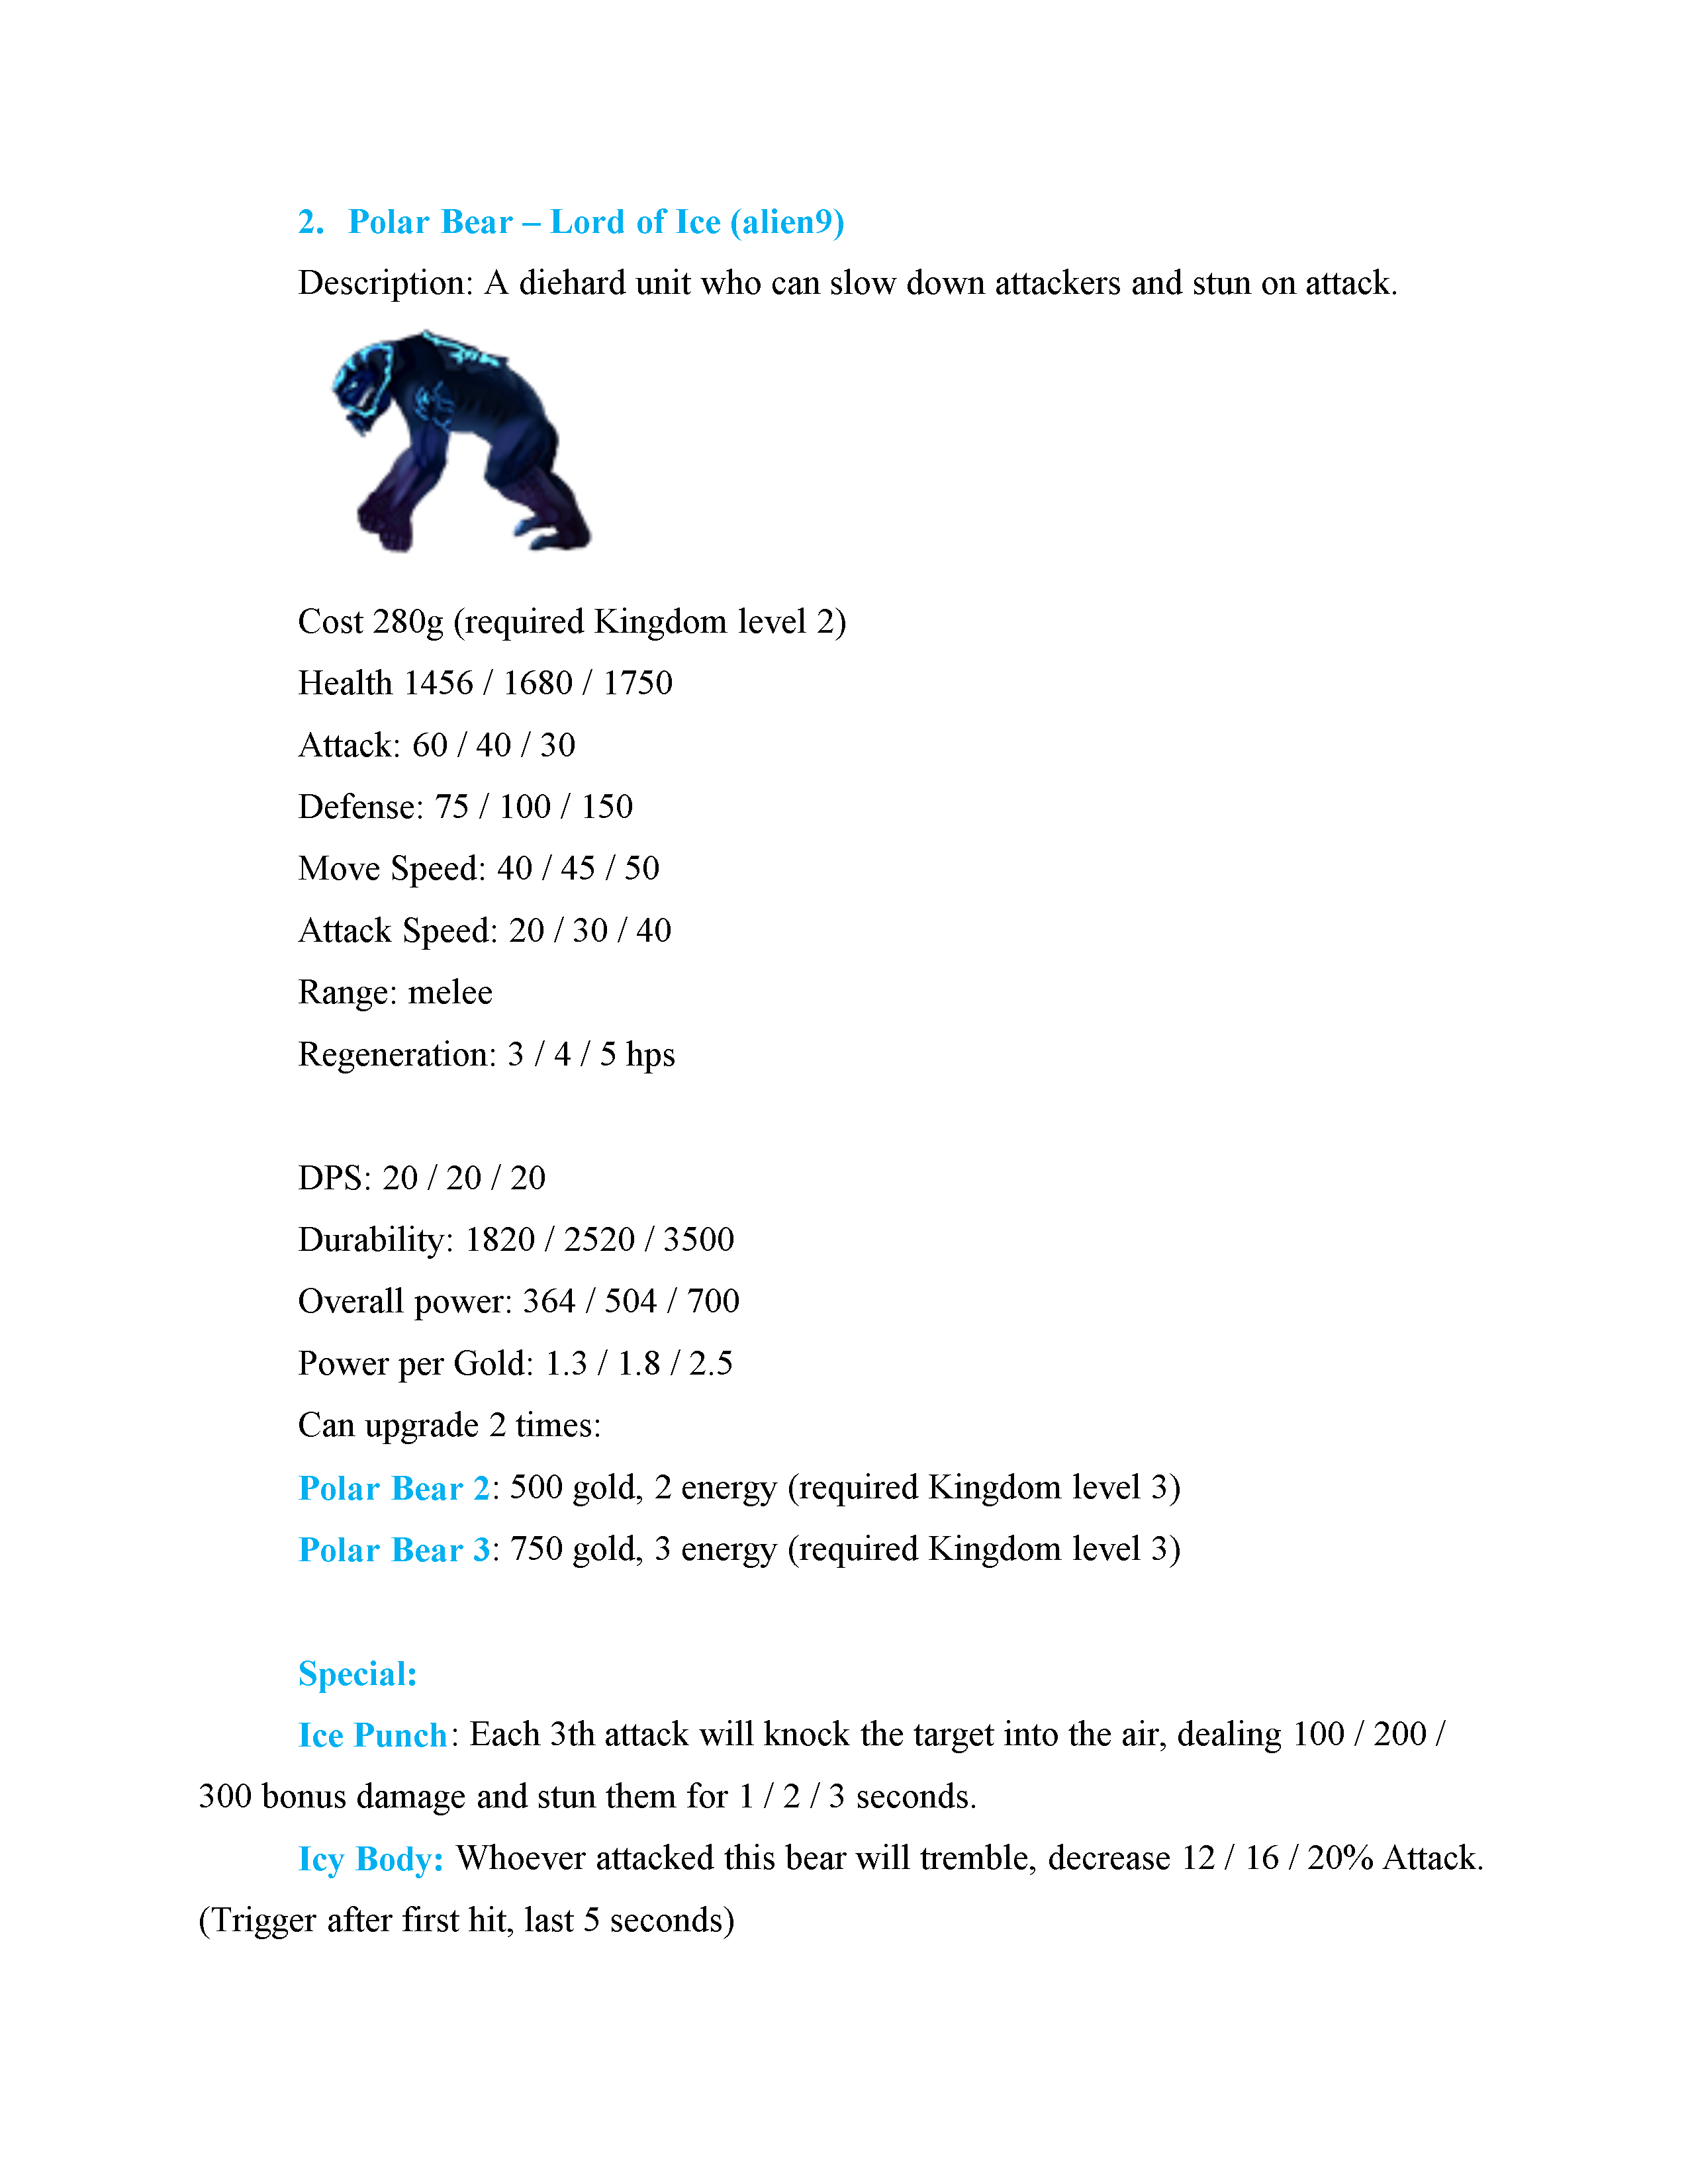 2. Polar Bear – Lord of Ice (alien9)
Description: A diehard unit who can slow down attackers and stun on attack.
Cost 280g (required Kingdom level 2)
Health 1456 / 1680 / 1750
Attack: 60 / 40 / 30
Defense: 75 / 100 / 150
Move Speed: 40 / 45 / 50
Attack Speed: 20 / 30 / 40
Range: melee
Regeneration: 3 / 4 / 5 hps
DPS: 20 / 20 / 20
Durability: 1820 / 2520 / 3500
Overall power: 364 / 504 / 700
Power per Gold: 1.3 / 1.8 / 2.5
Can upgrade 2 times:
Polar Bear 2: 500 gold, 2 energy (required Kingdom level 3)
Polar Bear 3: 750 gold, 3 energy (required Kingdom level 3)
Special:
Ice Punch: Each 3th attack will knock the target into the air, dealing 100 / 200 /
300 bonus damage and stun them for 1 / 2 / 3 seconds.
Icy Body: Whoever attacked this bear will tremble, decrease 12 / 16 / 20% Attack.
(Trigger after first hit, last 5 seconds)